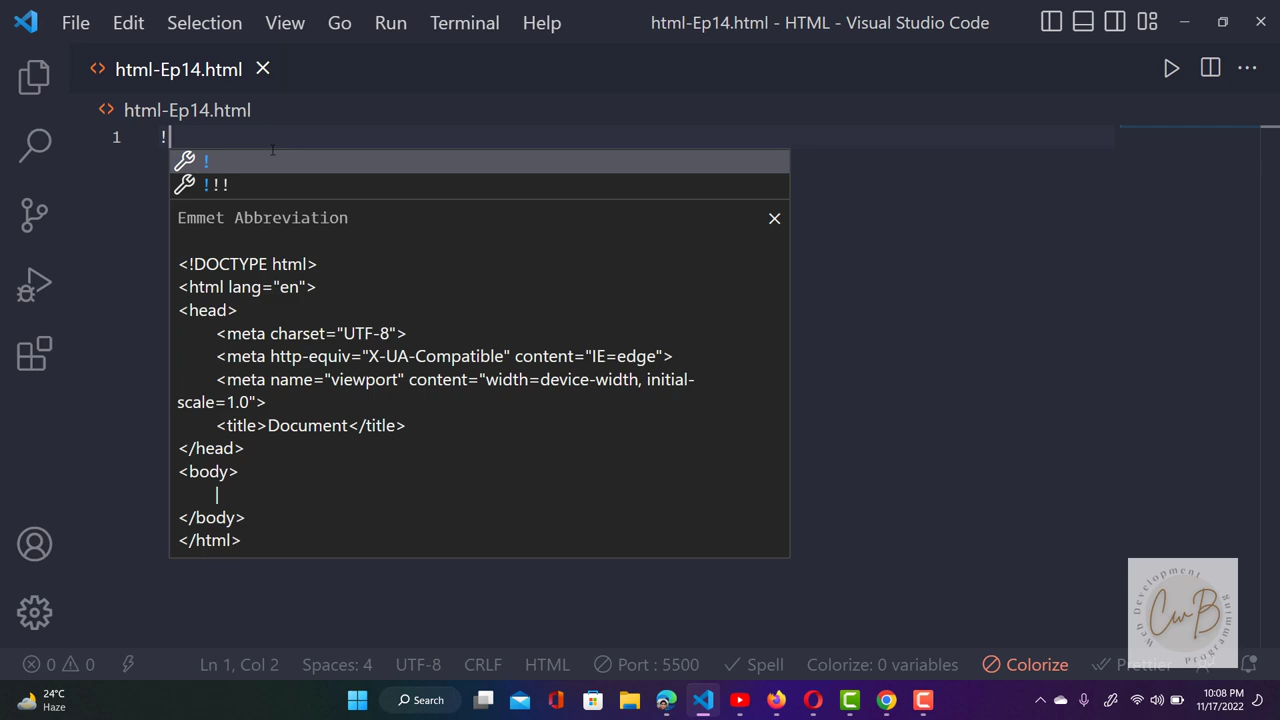 File Edit Selection View Go Run Terminal Help html-Ep14.html - HTML - Visual Studio Code
html-Ep14.html
html-Ep14.html
1 !
!
!!!
Emmet Abbreviation
<!DOCTYPE html>
<html lang="en">
<head>
<meta charset="UTF-8">
<meta http-equiv="X-UA-Compatible" content="IE=edge">
<meta name="viewport" content="width=device-width, initial-
scale=1.0">
<title>Document</title>
</head>
<body>
</body>
</html>
Web Development
CwB
Programming
0 0 Ln 1, Col 2 Spaces: 4 UTF-8 CRLF HTML Port : 5500 Spell Colorize: 0 variables Colorize Prettier
24°C
Haze
Search
10:08 PM
11/17/2022